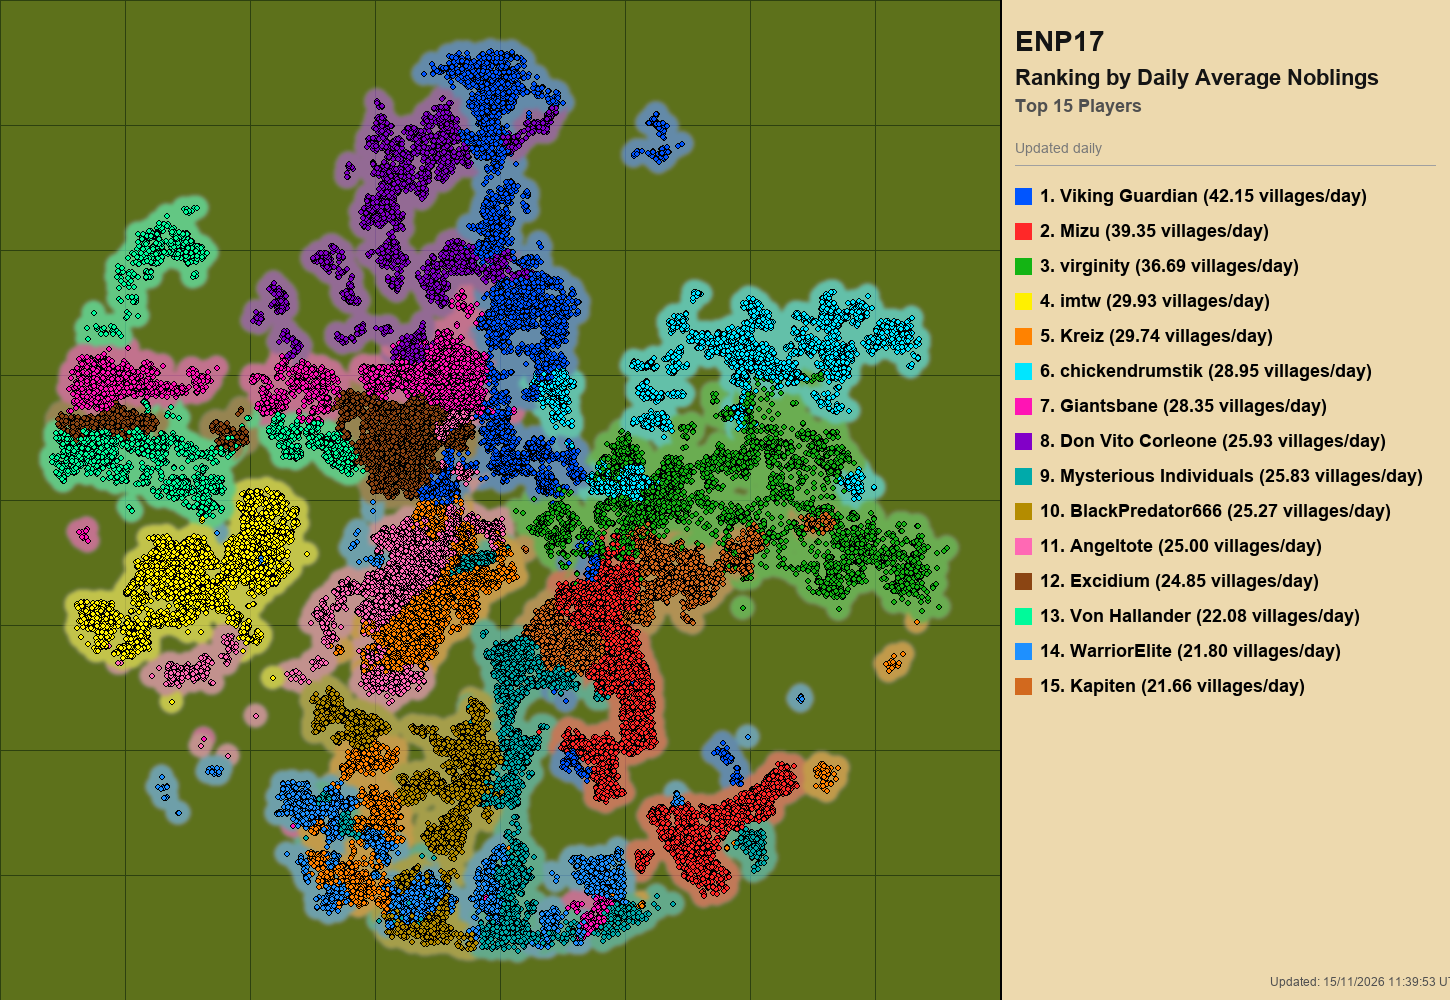 ENP17
Ranking by Daily Average Noblings
Top 15 Players
Updated daily
1. Viking Guardian (42.15 villages/day)
2. Mizu (39.35 villages/day)
3. virginity (36.69 villages/day)
4. imtw (29.93 villages/day)
5. Kreiz (29.74 villages/day)
6. chickendrumstik (28.95 villages/day)
7. Giantsbane (28.35 villages/day)
8. Don Vito Corleone (25.93 villages/day)
9. Mysterious Individuals (25.83 villages/day)
10. BlackPredator666 (25.27 villages/day)
11. Angeltote (25.00 villages/day)
12. Excidium (24.85 villages/day)
13. Von Hallander (22.08 villages/day)
14. WarriorElite (21.80 villages/day)
15. Kapiten (21.66 villages/day)
Updated: 15/11/2026 11:39:53